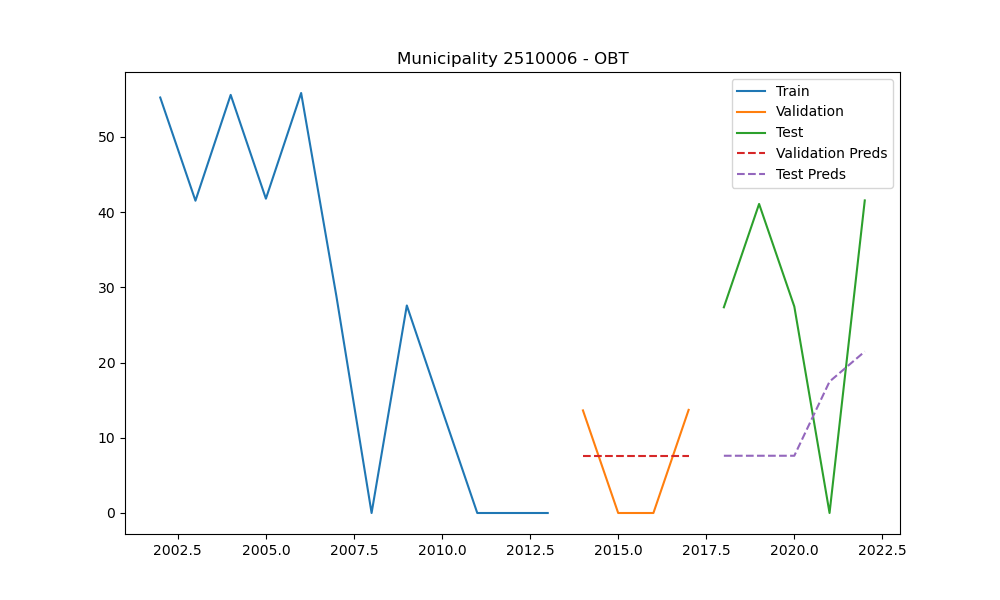 Municipality 2510006 - OBT
Train
Validation
Test
Validation Preds
Test Preds
50
40
30
20
10
0
2002.5 2005.0 2007.5 2010.0 2012.5 2015.0 2017.5 2020.0 2022.5